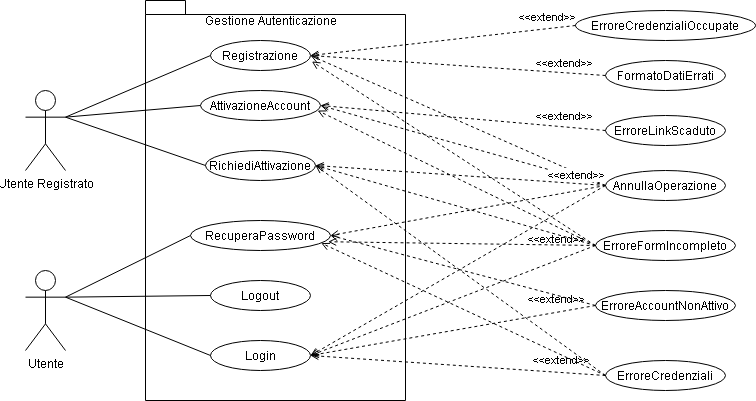 Gestione Autenticazione
<<extend>>
ErroreCredenzialiOccupate
Registrazione
<<extend>>
FormatoDatiErrati
AttivazioneAccount
<<extend>>
ErroreLinkScaduto
Utente Registrato
RichiediAttivazione
<<extend>>
AnnullaOperazione
RecuperaPassword
<<extend>>
ErroreFormIncompleto
Logout
<<extend>>
ErroreAccountNonAttivo
Utente
Login
<<extend>>
ErroreCredenziali